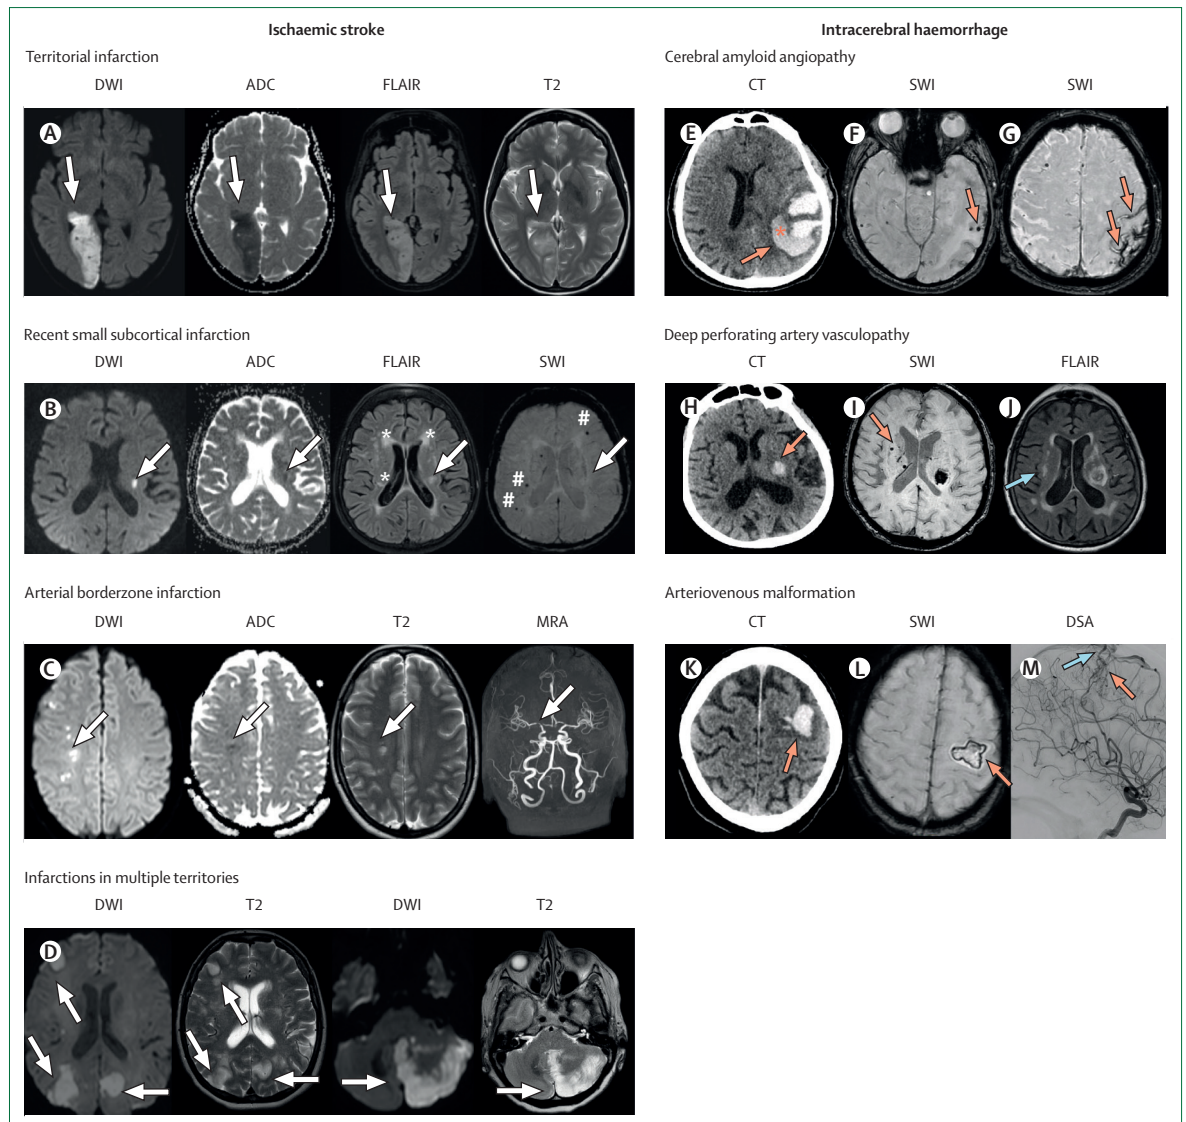 Ischaemic stroke
Territorial infarction
DWI ADC FLAIR T2
A
Recent small subcortical infarction
DWI ADC FLAIR SWI
B * * * # # #
Arterial borderzone infarction
DWI ADC T2 MRA
C
Infarctions in multiple territories
DWI T2 DWI T2
D
Intracerebral haemorrhage
Cerebral amyloid angiopathy
CT SWI SWI
E * F G
Deep perforating artery vasculopathy
CT SWI FLAIR
H I J
Arteriovenous malformation
CT SWI DSA
K L M